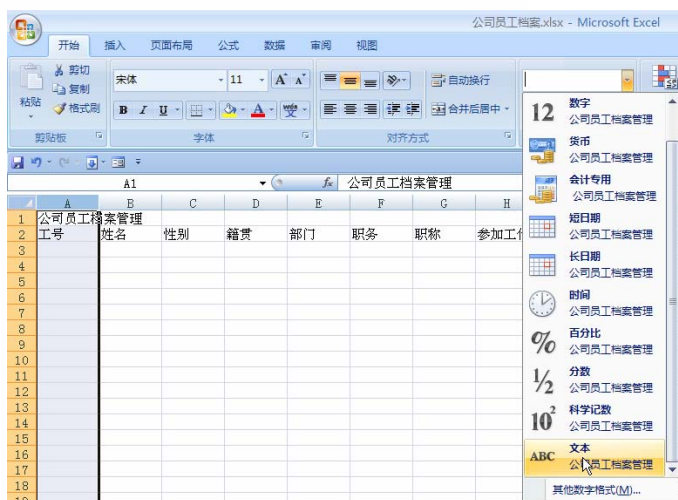 公司员工档案.xlsx - Microsoft Excel
开始 插入 页面布局 公式 数据 审阅 视图
粘贴 剪切 复制 格式刷
宋体 11 A A
B I U A 变
自动换行
合并后居中
剪贴板 字体 对齐方式
A1 fx 公司员工档案管理
A B C D E F G H
1 公司员工档案管理
2 工号 姓名 性别 籍贯 部门 职务 职称 参加工作
3
4
5
6
7
8
9
10
11
12
13
14
15
16
17
18
19
12 数字
公司员工档案管理
货币
公司员工档案管理
会计专用
公司员工档案管理
短日期
公司员工档案管理
长日期
公司员工档案管理
时间
公司员工档案管理
% 百分比
公司员工档案管理
1/2 分数
公司员工档案管理
10² 科学记数
公司员工档案管理
ABC 文本
公司员工档案管理
其他数字格式(M)...